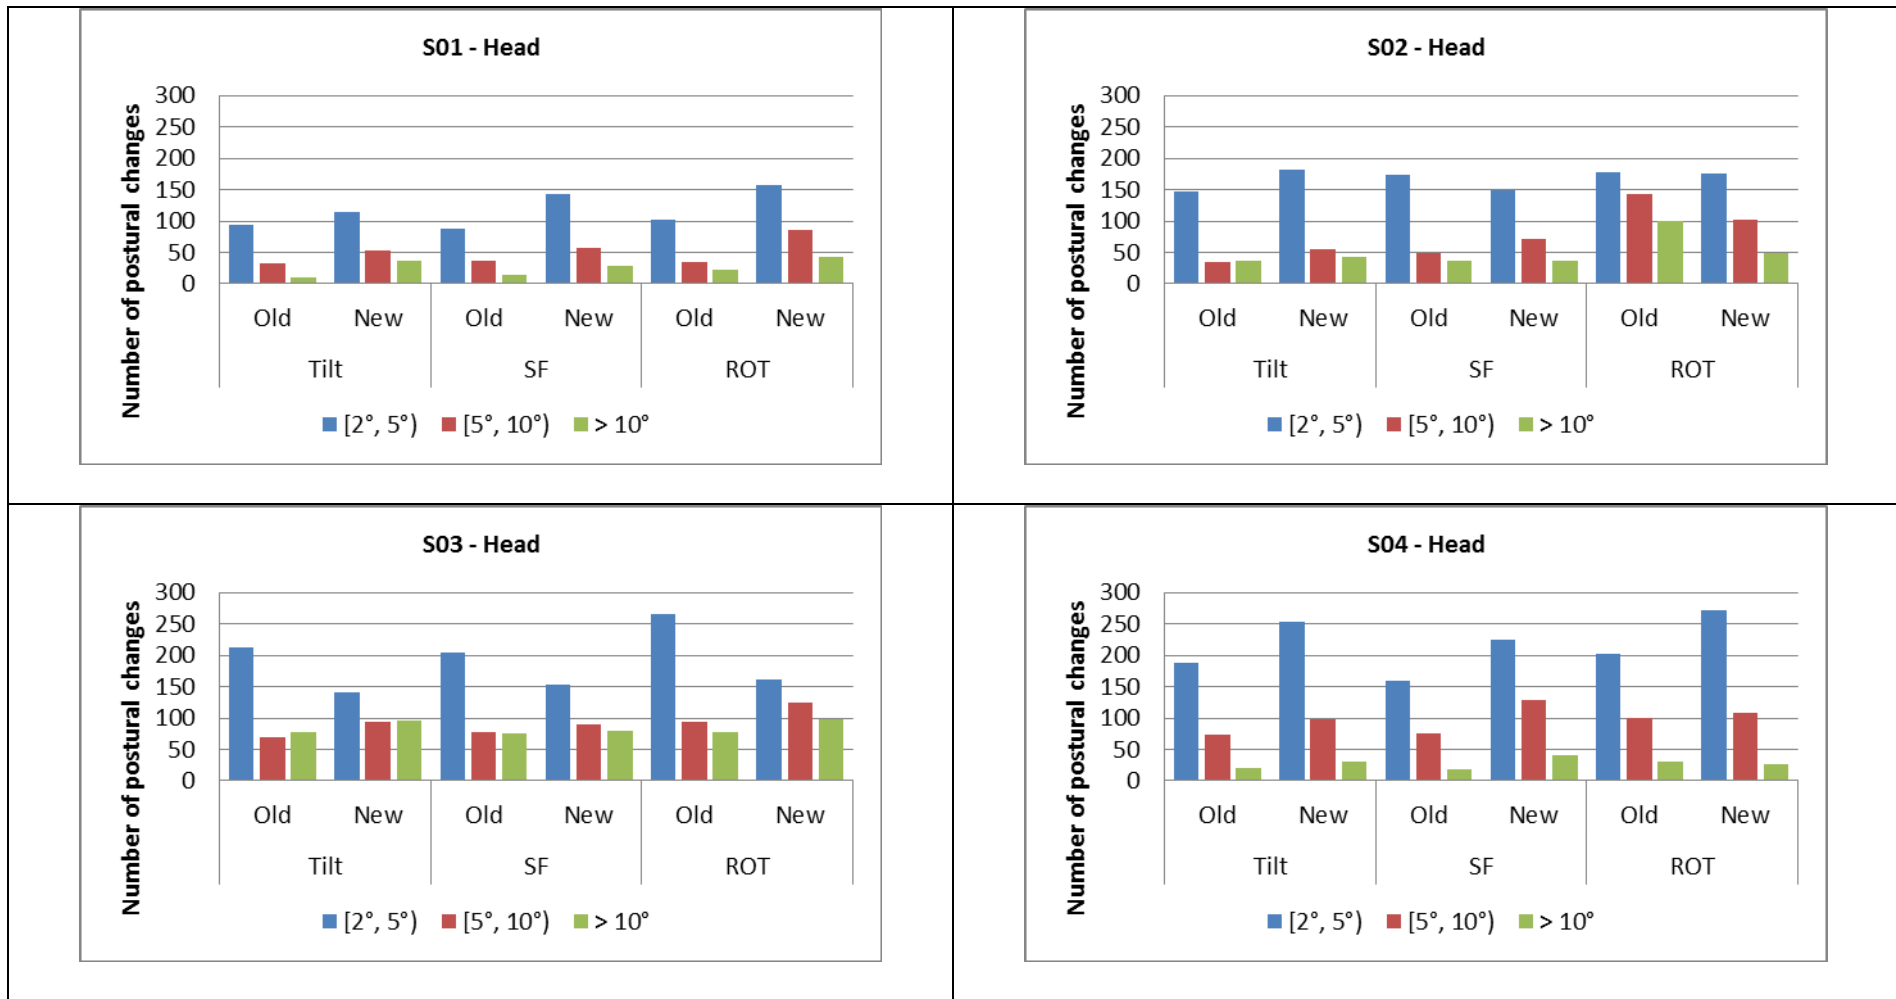 S01 - Head
Number of postural changes
300
250
200
150
100
50
0
Old New Old New Old New
Tilt SF ROT
[2°, 5°) [5°, 10°) > 10°
S02 - Head
Number of postural changes
300
250
200
150
100
50
0
Old New Old New Old New
Tilt SF ROT
[2°, 5°) [5°, 10°) > 10°
S03 - Head
Number of postural changes
300
250
200
150
100
50
0
Old New Old New Old New
Tilt SF ROT
[2°, 5°) [5°, 10°) > 10°
S04 - Head
Number of postural changes
300
250
200
150
100
50
0
Old New Old New Old New
Tilt SF ROT
[2°, 5°) [5°, 10°) > 10°